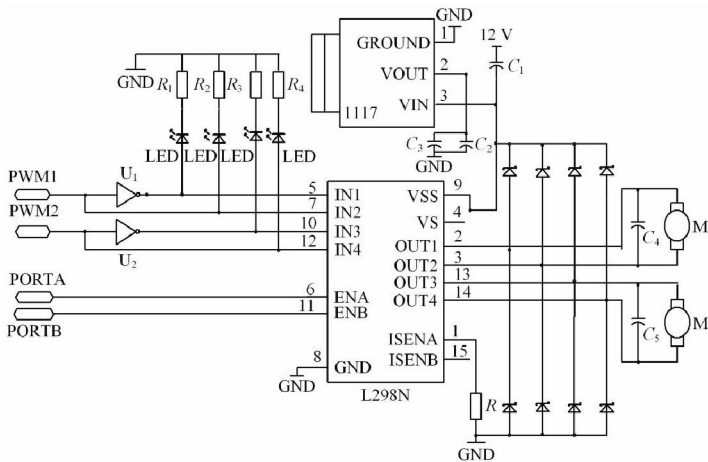 GND
GROUND 1
VOUT 2
VIN 3
1117
12 V
C1
GND
R1 R2 R3 R4
LED LED LED LED
C3 C2
GND
PWM1
U1
PWM2
U2
5 IN1
7 IN2
10 IN3
12 IN4
VSS 9
VS 4
OUT1 2
OUT2 3
OUT3 13
OUT4 14
C4
M
C5
M
PORTA
6 ENA
PORTB
11 ENB
ISENA 1
ISENB 15
8 GND
GND
R
L298N
GND